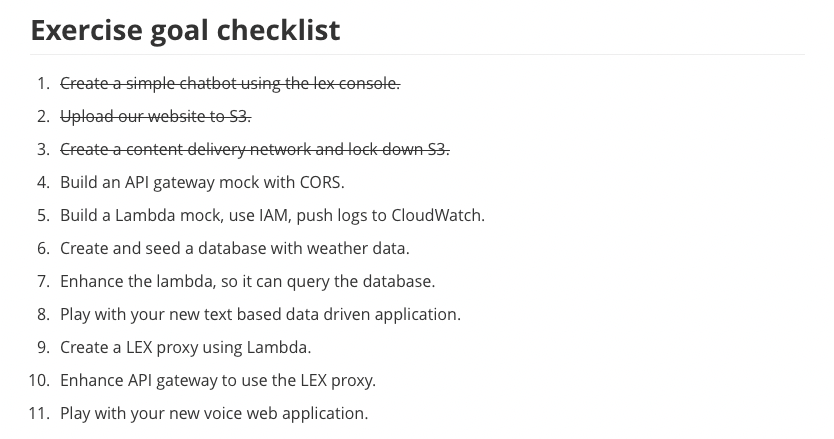 Exercise goal checklist
1. Create a simple chatbot using the lex console.
2. Upload our website to S3.
3. Create a content delivery network and lock down S3.
4. Build an API gateway mock with CORS.
5. Build a Lambda mock, use IAM, push logs to CloudWatch.
6. Create and seed a database with weather data.
7. Enhance the lambda, so it can query the database.
8. Play with your new text based data driven application.
9. Create a LEX proxy using Lambda.
10. Enhance API gateway to use the LEX proxy.
11. Play with your new voice web application.